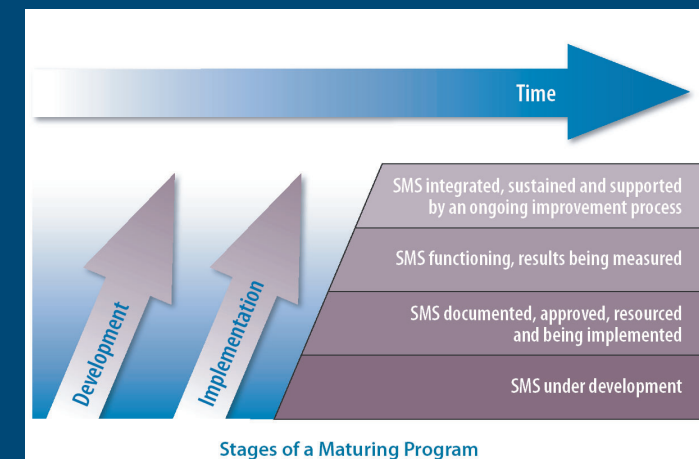 Time
SMS integrated, sustained and supported
by an ongoing improvement process
SMS functioning, results being measured
SMS documented, approved, resourced
and being implemented
SMS under development
Development
Implementation
Stages of a Maturing Program